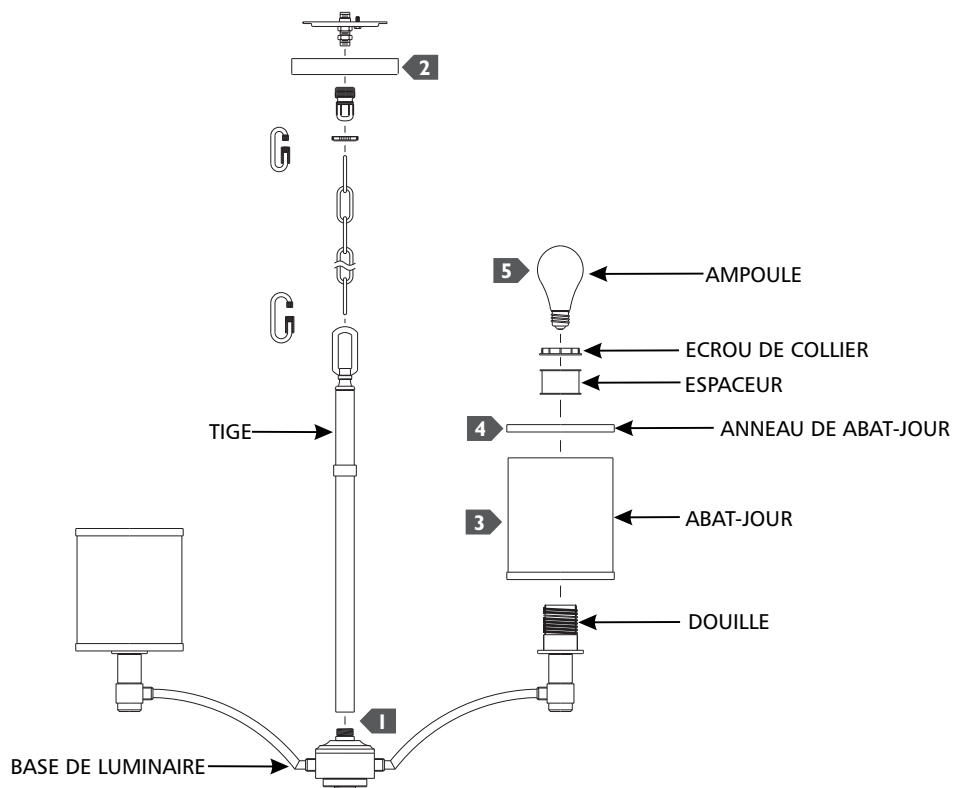 2
5
AMPOULE
ECROU DE COLLIER
ESPACEUR
TIGE
4
ANNEAU DE ABAT-JOUR
3
ABAT-JOUR
DOUILLE
1
BASE DE LUMINAIRE